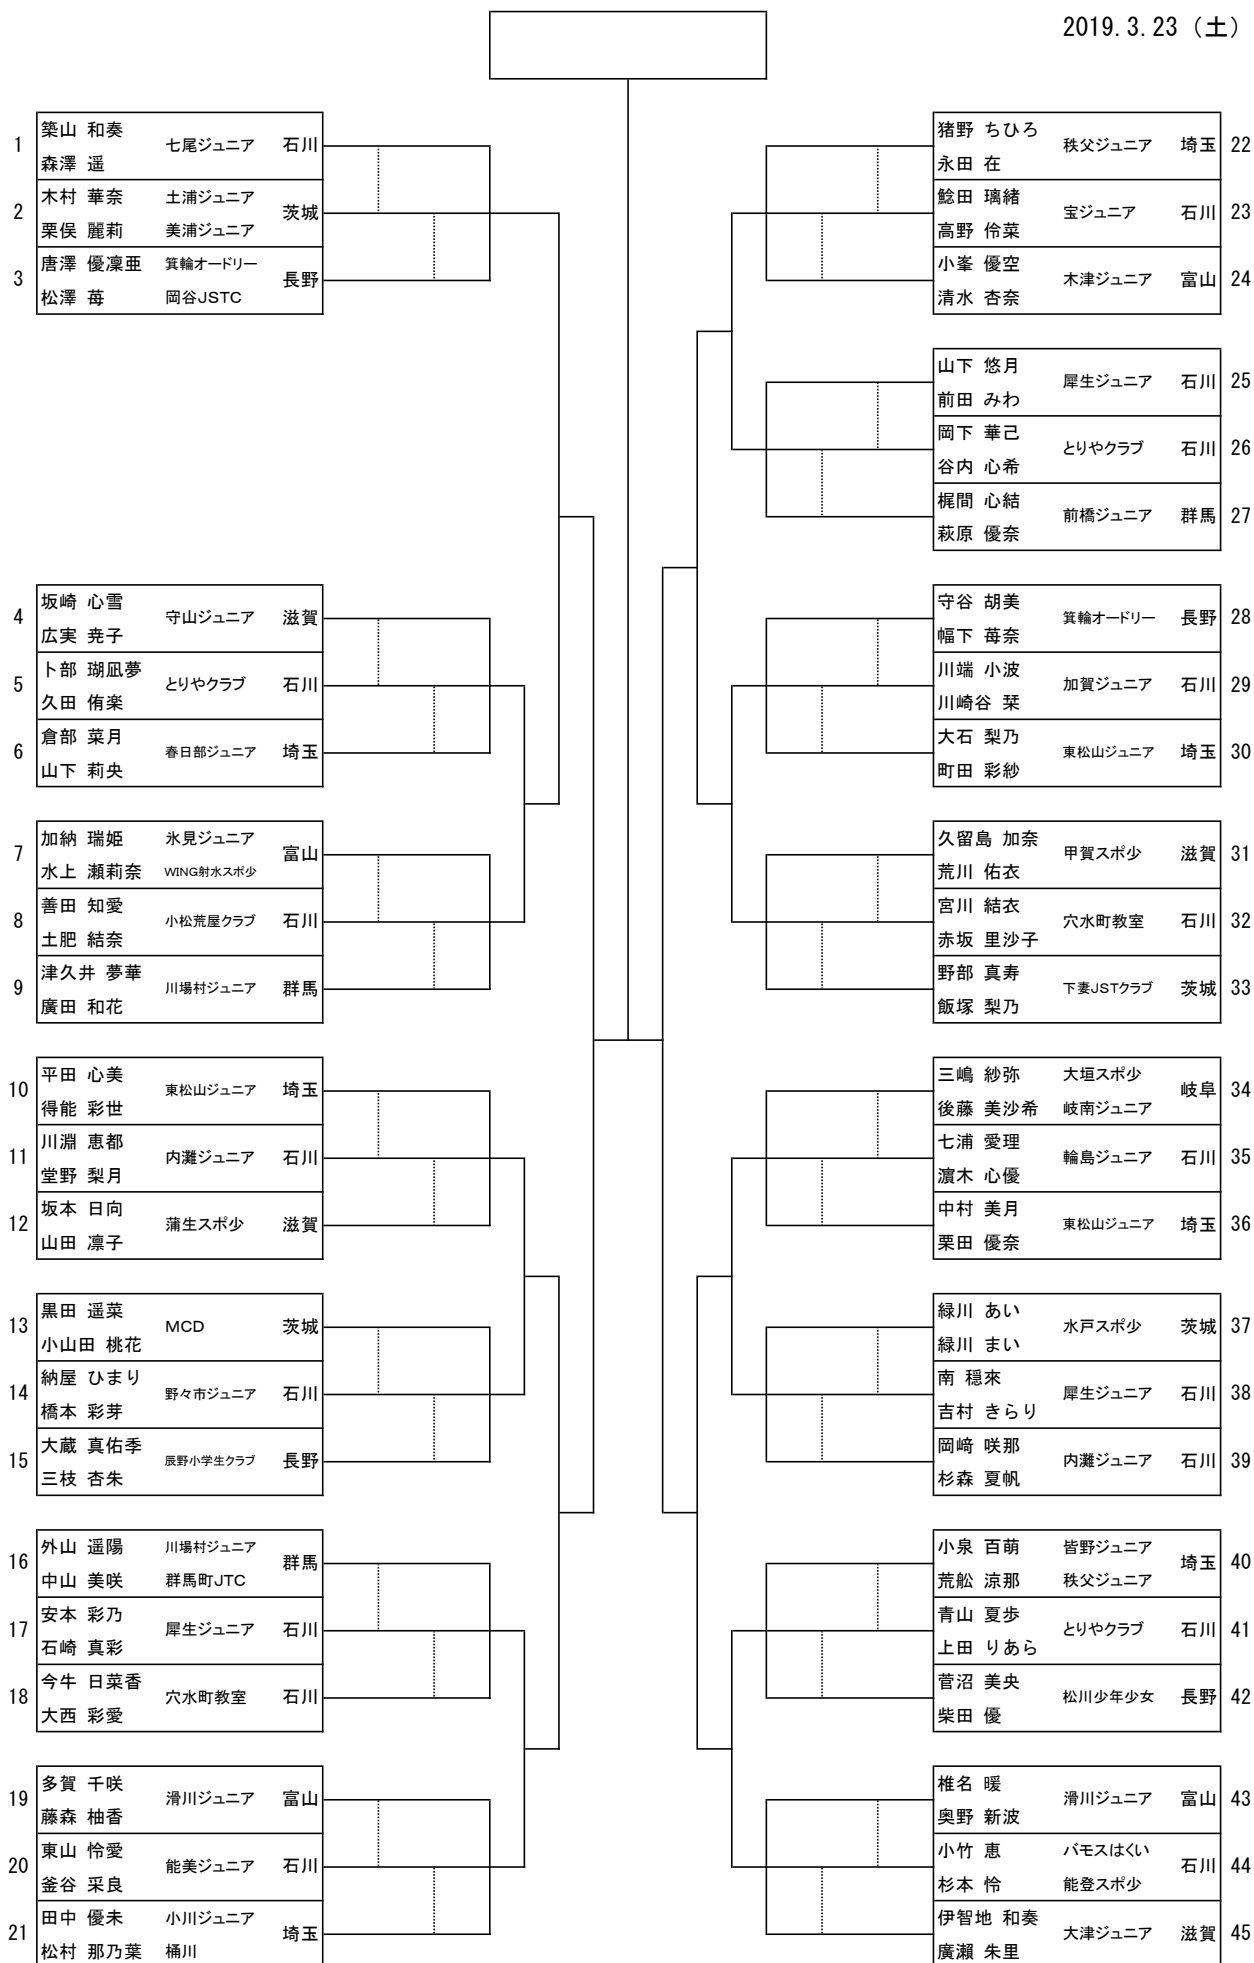 2019.3.23（土）
1 築山 和奏 森澤 遥 七尾ジュニア 石川
2 木村 華奈 土浦ジュニア 栗俣 麗莉 美浦ジュニア 茨城
3 唐澤 優凜亜 箕輪オードリー 松澤 苺 岡谷JSTC 長野
4 坂崎 心雪 広実 尭子 守山ジュニア 滋賀
5 卜部 瑚凪夢 久田 侑楽 とりやクラブ 石川
6 倉部 菜月 山下 莉央 春日部ジュニア 埼玉
7 加納 瑞姫 氷見ジュニア 水上 瀬莉奈 WING射水スポ少 富山
8 善田 知愛 土肥 結奈 小松荒屋クラブ 石川
9 津久井 夢華 廣田 和花 川場村ジュニア 群馬
10 平田 心美 得能 彩世 東松山ジュニア 埼玉
11 川淵 恵都 堂野 梨月 内灘ジュニア 石川
12 坂本 日向 山田 凛子 蒲生スポ少 滋賀
13 黒田 遥菜 小山田 桃花 MCD 茨城
14 納屋 ひまり 橋本 彩芽 野々市ジュニア 石川
15 大蔵 真佑季 三枝 杏朱 辰野小学生クラブ 長野
16 外山 遥陽 川場村ジュニア 中山 美咲 群馬町JTC 群馬
17 安本 彩乃 石崎 真彩 犀生ジュニア 石川
18 今牛 日菜香 大西 彩愛 穴水町教室 石川
19 多賀 千咲 藤森 柚香 滑川ジュニア 富山
20 東山 怜愛 釜谷 采良 能美ジュニア 石川
21 田中 優未 小川ジュニア 松村 那乃葉 桶川 埼玉
猪野 ちひろ 永田 在 秩父ジュニア 埼玉 22
鯰田 璃緒 高野 伶菜 宝ジュニア 石川 23
小峯 優空 清水 杏奈 木津ジュニア 富山 24
山下 悠月 前田 みわ 犀生ジュニア 石川 25
岡下 華己 谷内 心希 とりやクラブ 石川 26
梶間 心結 萩原 優奈 前橋ジュニア 群馬 27
守谷 胡美 幅下 苺奈 箕輪オードリー 長野 28
川端 小波 川崎谷 栞 加賀ジュニア 石川 29
大石 梨乃 町田 彩紗 東松山ジュニア 埼玉 30
久留島 加奈 荒川 佑衣 甲賀スポ少 滋賀 31
宮川 結衣 赤坂 里沙子 穴水町教室 石川 32
野部 真寿 飯塚 梨乃 下妻JSTクラブ 茨城 33
三嶋 紗弥 大垣スポ少 後藤 美沙希 岐南ジュニア 岐阜 34
七浦 愛理 濵木 心優 輪島ジュニア 石川 35
中村 美月 栗田 優奈 東松山ジュニア 埼玉 36
緑川 あい 緑川 まい 水戸スポ少 茨城 37
南 穏來 吉村 きらり 犀生ジュニア 石川 38
岡﨑 咲那 杉森 夏帆 内灘ジュニア 石川 39
小泉 百萌 皆野ジュニア 荒舩 涼那 秩父ジュニア 埼玉 40
青山 夏歩 上田 りあら とりやクラブ 石川 41
菅沼 美央 柴田 優 松川少年少女 長野 42
椎名 暖 奥野 新波 滑川ジュニア 富山 43
小竹 恵 バモスはくい 杉本 怜 能登スポ少 石川 44
伊智地 和奏 廣瀬 朱里 大津ジュニア 滋賀 45